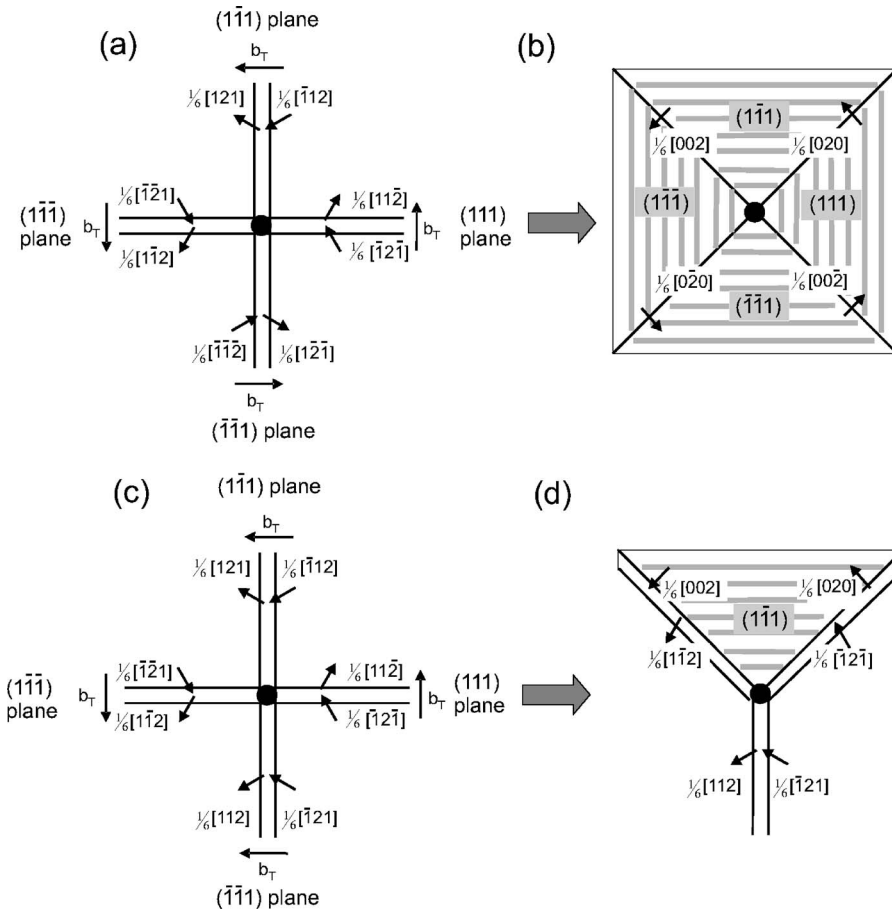 (a)
(11̄1) plane
b_T
⅙[121]
⅙[1̄12]
(11̄1̄)
plane
b_T
⅙[1̄2̄1]
⅙[11̄2]
⅙[112̄]
⅙[1̄21̄]
b_T
(111)
plane
⅙[1̄1̄2̄]
⅙[12̄1̄]
b_T
(1̄1̄1) plane
(b)
(11̄1)
⅙[002]
⅙[020]
(11̄1̄)
(111)
⅙[02̄0]
⅙[002̄]
(1̄1̄1)
(c)
(11̄1) plane
b_T
⅙[121]
⅙[1̄12]
(11̄1̄)
plane
b_T
⅙[1̄2̄1]
⅙[11̄2]
⅙[112̄]
⅙[1̄21̄]
b_T
(111)
plane
⅙[112]
⅙[1̄21]
b_T
(1̄1̄1) plane
(d)
⅙[002]
⅙[020]
(11̄1)
⅙[11̄2]
⅙[1̄21̄]
⅙[112]
⅙[1̄21]